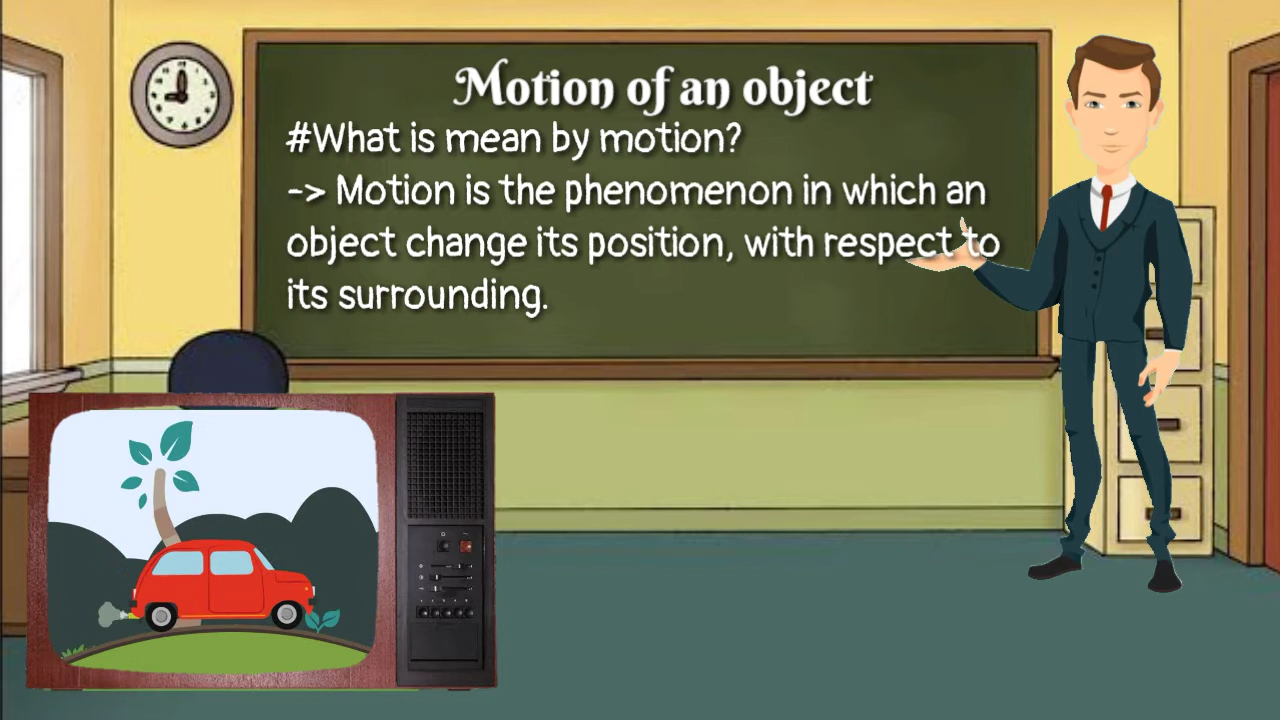 Motion of an object
#What is mean by motion?
-> Motion is the phenomenon in which an
object change its position, with respect to
its surrounding.